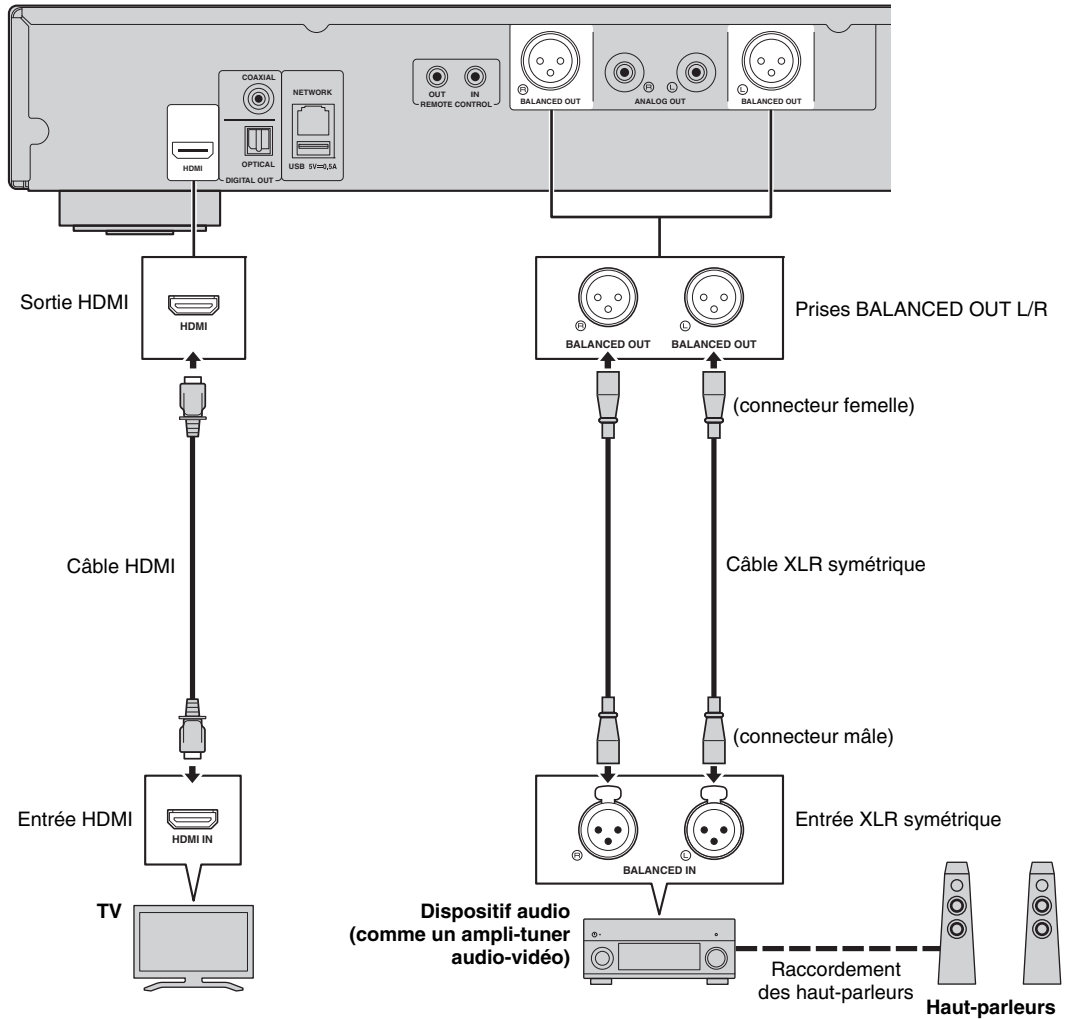 COAXIAL
NETWORK
OUT IN
REMOTE CONTROL
R
BALANCED OUT
R L
ANALOG OUT
L
BALANCED OUT
HDMI
OPTICAL
DIGITAL OUT
USB 5V⎓0,5A
Sortie HDMI
HDMI
R
BALANCED OUT
L
BALANCED OUT
Prises BALANCED OUT L/R
(connecteur femelle)
Câble HDMI
Câble XLR symétrique
(connecteur mâle)
Entrée HDMI
HDMI IN
R
L
BALANCED IN
Entrée XLR symétrique
TV
Dispositif audio
(comme un ampli-tuner
audio-vidéo)
Raccordement
des haut-parleurs
Haut-parleurs